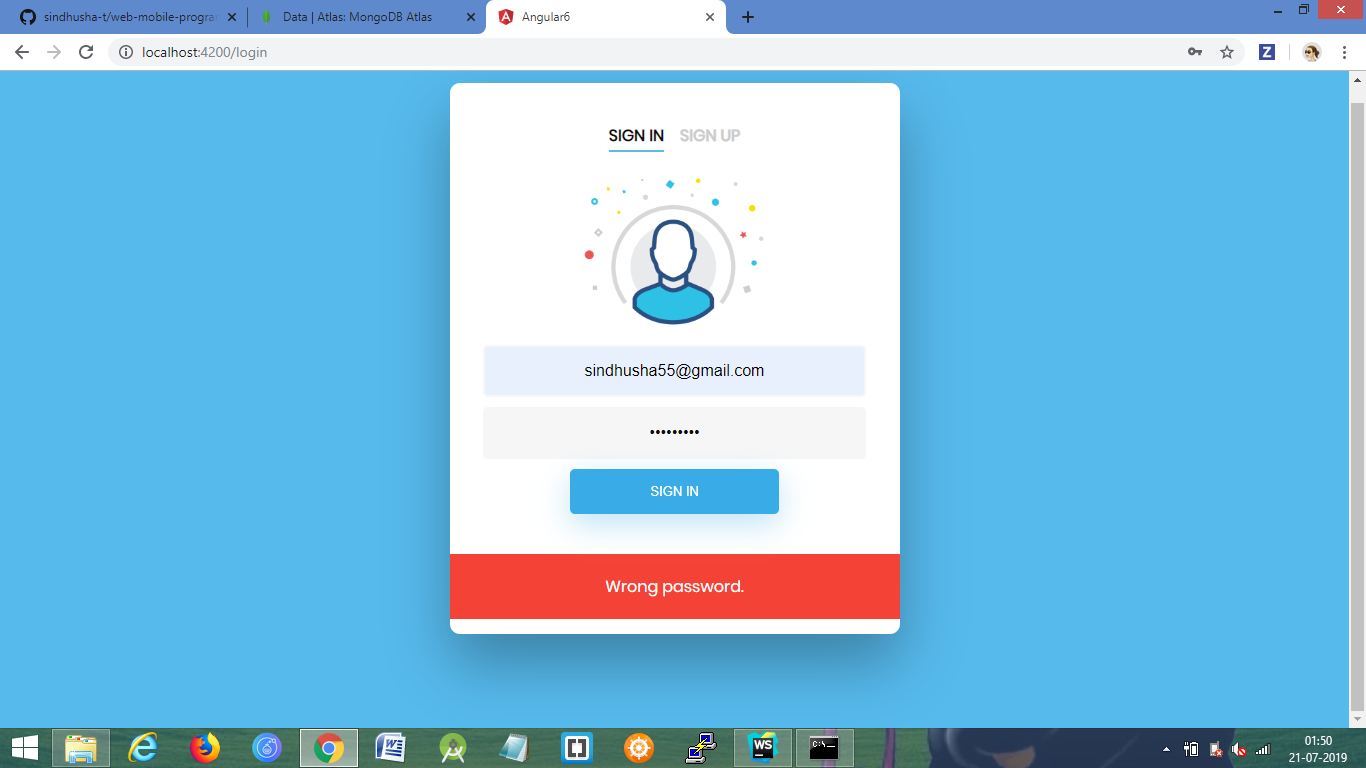 sindhusha-t/web-mobile-progra
Data | Atlas: MongoDB Atlas
Angular6
localhost:4200/login
Z
SIGN IN SIGN UP
sindhusha55@gmail.com
•••••••••
SIGN IN
Wrong password.
W
WS
C:\
01:50
21-07-2019